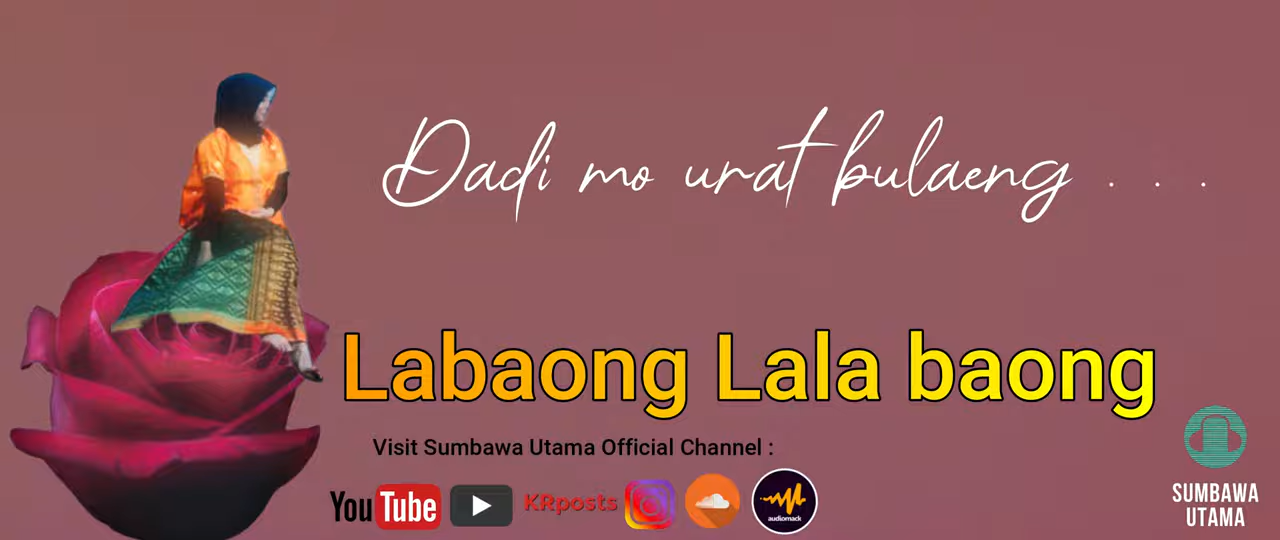 Dadi mo urat bulaeng . . .
Labaong Lala baong
Visit Sumbawa Utama Official Channel :
YouTube KRposts audiomack
SUMBAWA
UTAMA